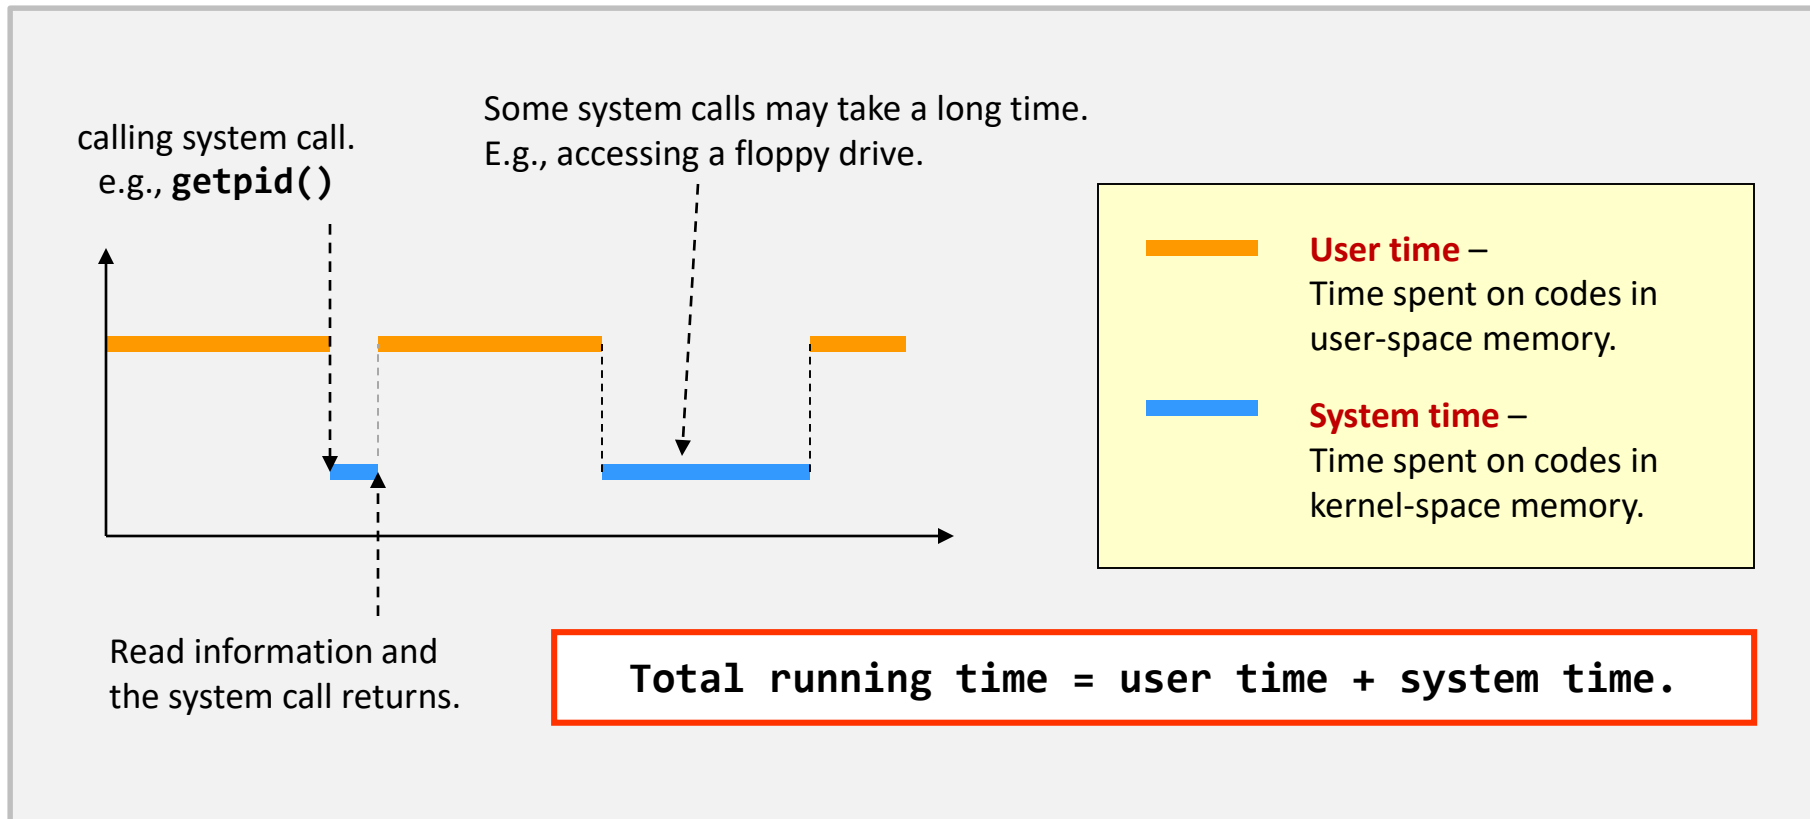 calling system call.
e.g., getpid()
Some system calls may take a long time.
E.g., accessing a floppy drive.
User time –
Time spent on codes in
user-space memory.
System time –
Time spent on codes in
kernel-space memory.
Read information and
the system call returns.
Total running time = user time + system time.